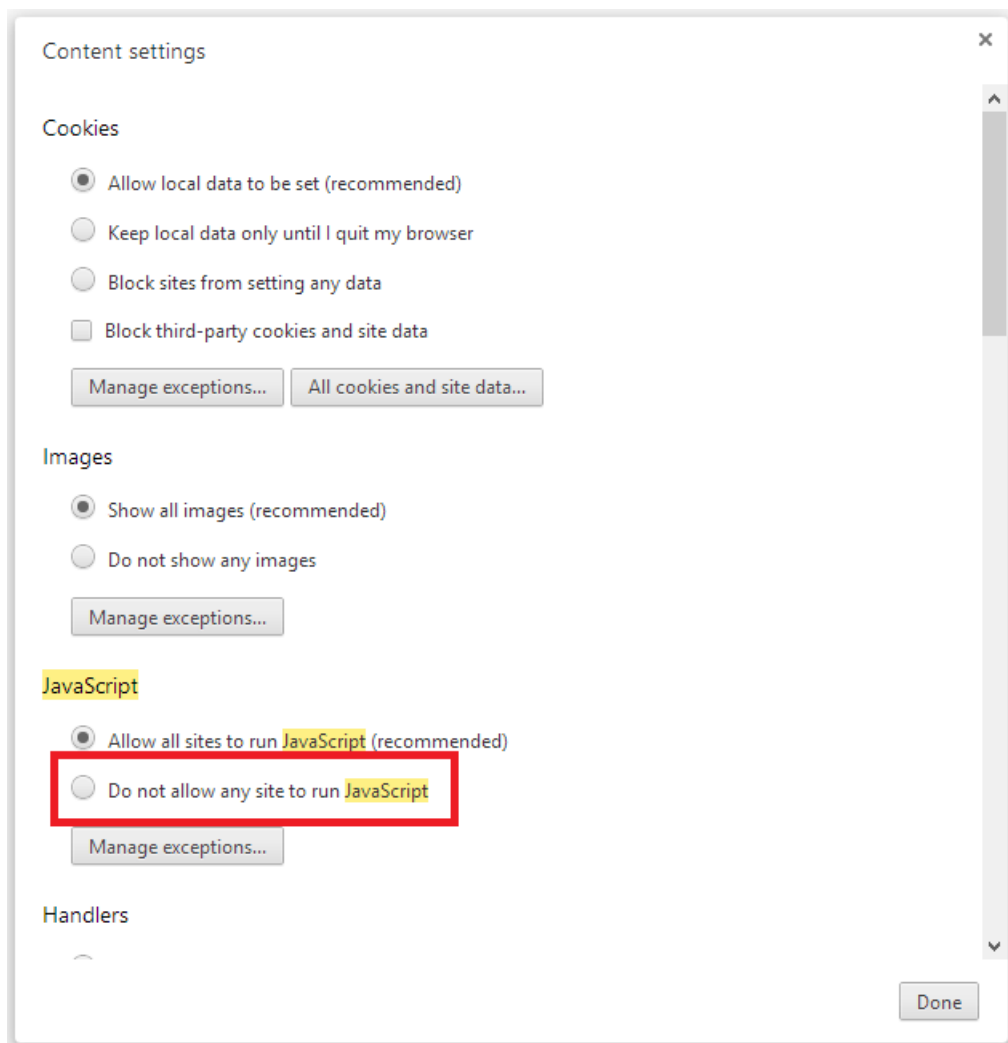 Content settings
Cookies
Allow local data to be set (recommended)
Keep local data only until I quit my browser
Block sites from setting any data
Block third-party cookies and site data
Manage exceptions... All cookies and site data...
Images
Show all images (recommended)
Do not show any images
Manage exceptions...
JavaScript
Allow all sites to run JavaScript (recommended)
Do not allow any site to run JavaScript
Manage exceptions...
Handlers
Done